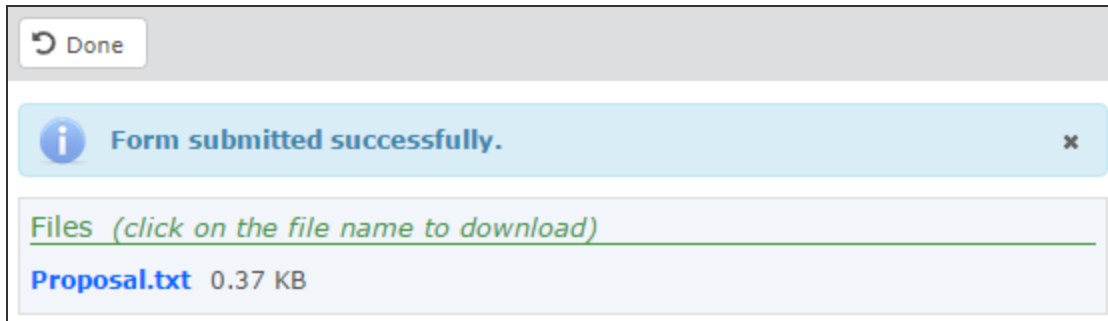 Done
Form submitted successfully.
Files (click on the file name to download)
Proposal.txt 0.37 KB